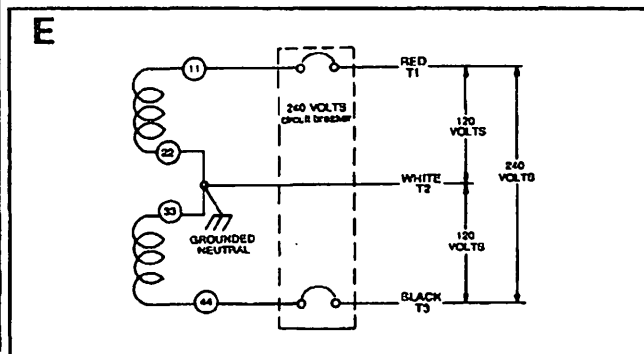 E
11
RED
T1
240 VOLTS
circuit breaker
120
VOLTS
22
240
VOLTS
WHITE
T2
33
GROUNDED
NEUTRAL
120
VOLTS
44
BLACK
T3